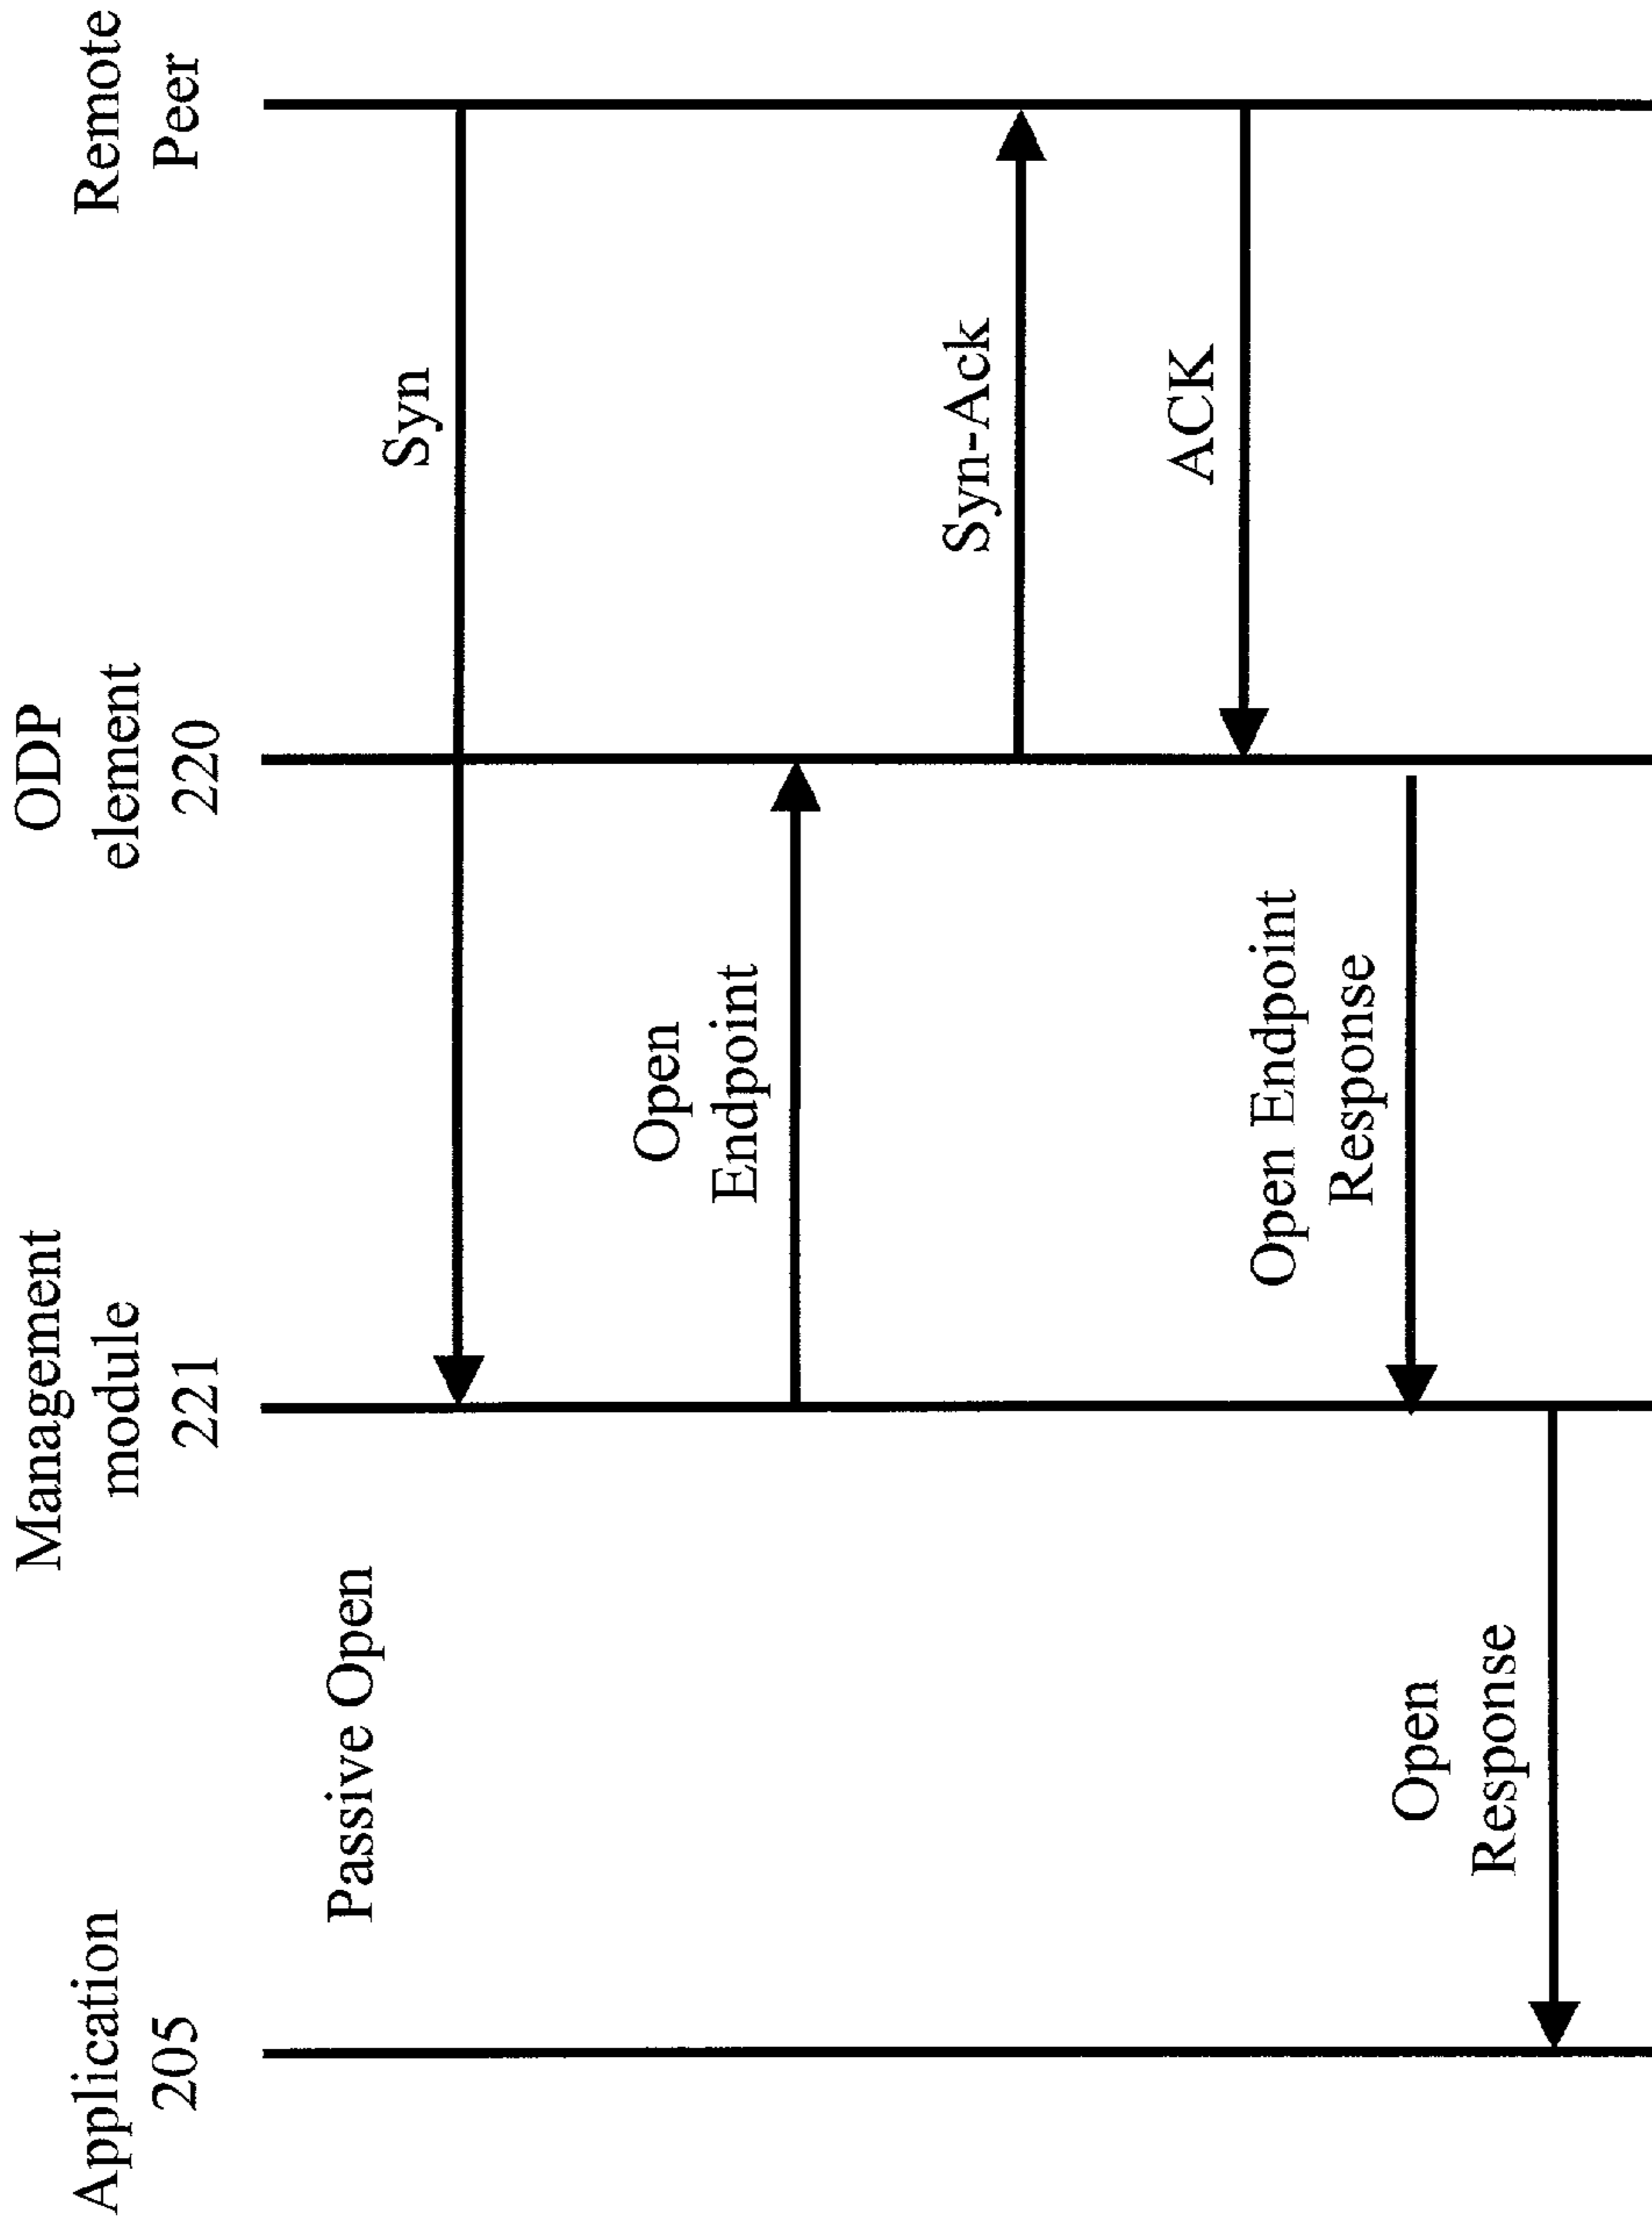 Application
205
Management
module
221
ODP
element
220
Remote
Peer
Passive Open
Syn
Open
Endpoint
Syn-Ack
ACK
Open Endpoint
Response
Open
Response